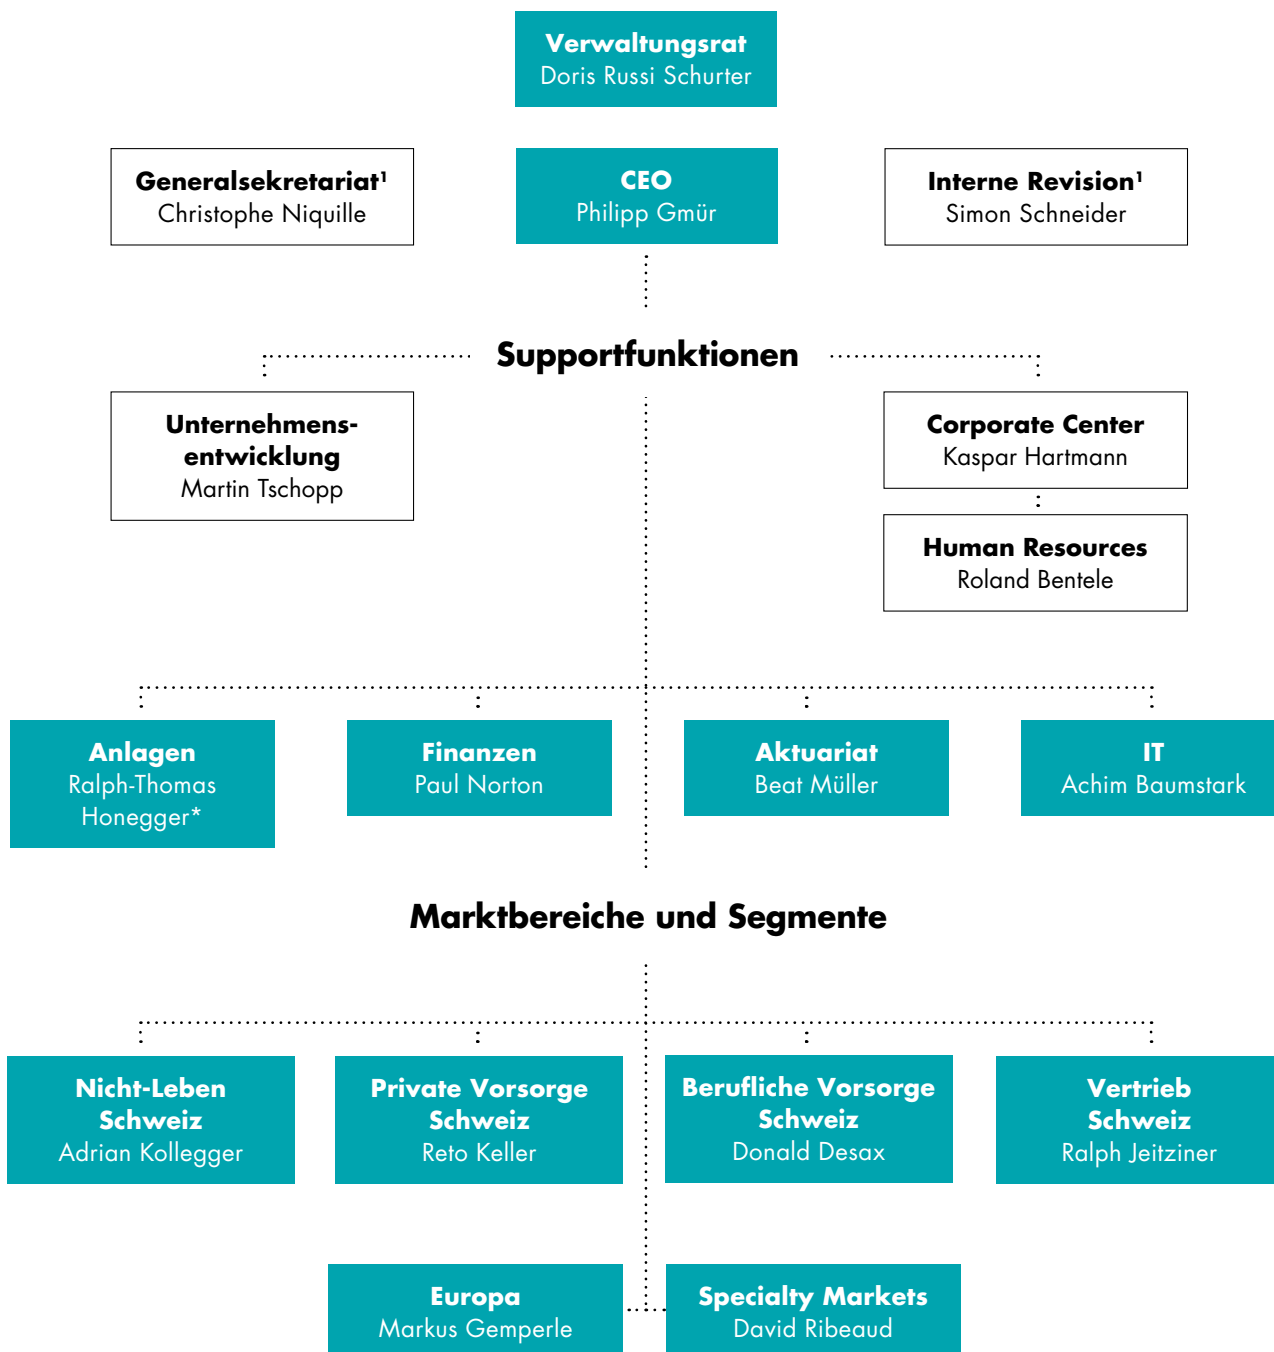 Verwaltungsrat
Doris Russi Schurter
Generalsekretariat¹
Christophe Niquille
CEO
Philipp Gmür
Interne Revision¹
Simon Schneider
Supportfunktionen
Unternehmens-
entwicklung
Martin Tschopp
Corporate Center
Kaspar Hartmann
Human Resources
Roland Bentele
Anlagen
Ralph-Thomas
Honegger*
Finanzen
Paul Norton
Aktuariat
Beat Müller
IT
Achim Baumstark
Marktbereiche und Segmente
Nicht-Leben
Schweiz
Adrian Kollegger
Private Vorsorge
Schweiz
Reto Keller
Berufliche Vorsorge
Schweiz
Donald Desax
Vertrieb
Schweiz
Ralph Jeitziner
Europa
Markus Gemperle
Specialty Markets
David Ribeaud